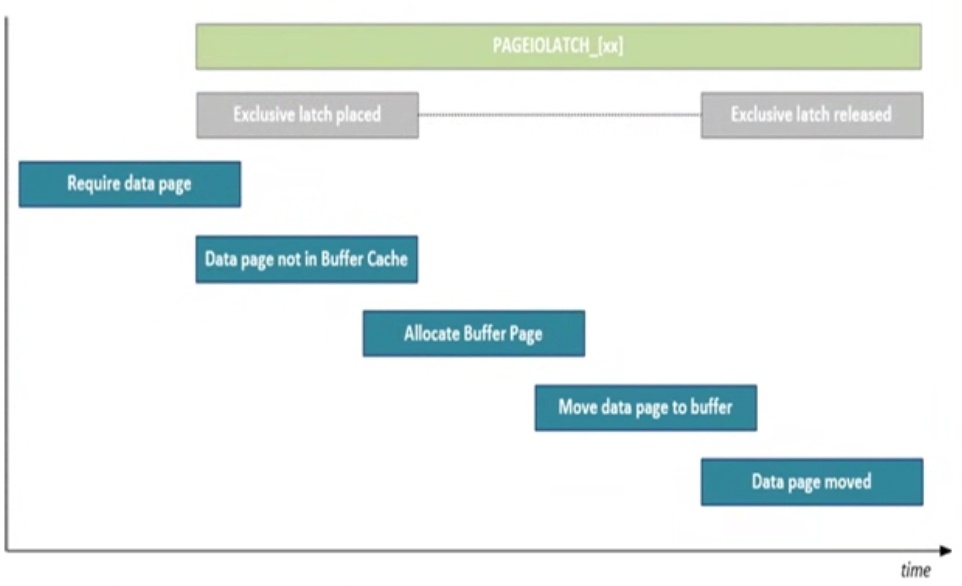 PAGEIOLATCH_[xx]
Exclusive latch placed
Exclusive latch released
Require data page
Data page not in Buffer Cache
Allocate Buffer Page
Move data page to buffer
Data page moved
time